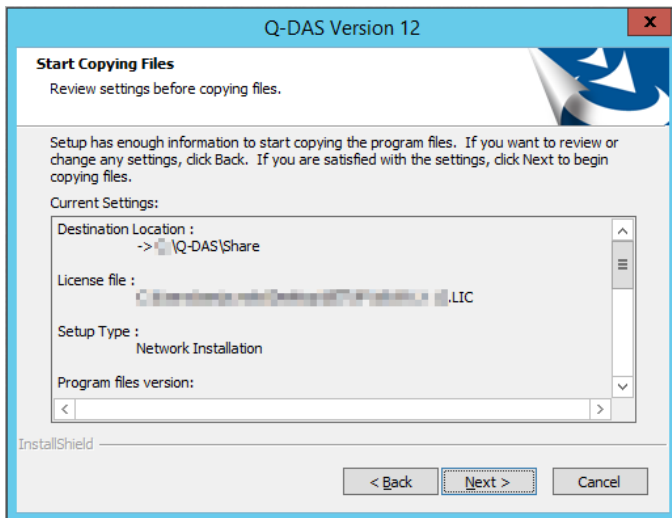 Q-DAS Version 12
x
Start Copying Files
Review settings before copying files.
Setup has enough information to start copying the program files. If you want to review or
change any settings, click Back. If you are satisfied with the settings, click Next to begin
copying files.
Current Settings:
Destination Location :
-> \Q-DAS\Share
License file :
.LIC
Setup Type :
Network Installation
Program files version:
InstallShield
< Back
Next >
Cancel